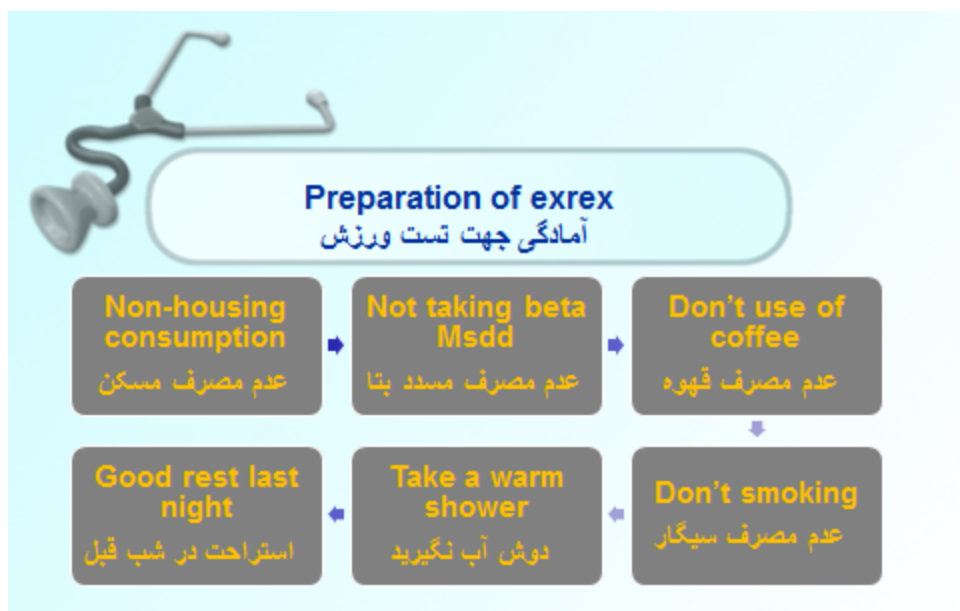 Preparation of exrex
آمادگی جهت تست ورزش
Non-housing
consumption
عدم مصرف مسکن
Not taking beta
Msdd
عدم مصرف مسدد بتا
Don't use of
coffee
عدم مصرف قهوه
Don't smoking
عدم مصرف سیگار
Take a warm
shower
دوش آب نگیرید
Good rest last
night
استراحت در شب قبل